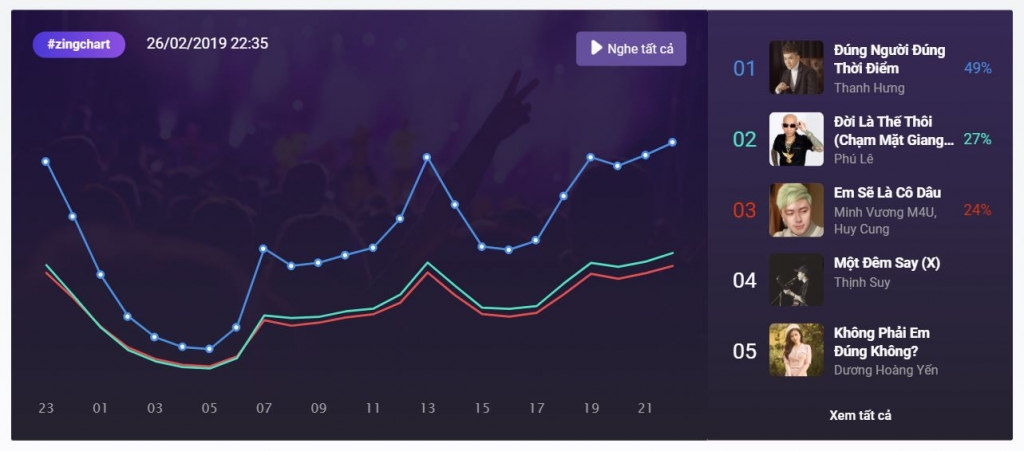 #zingchart
26/02/2019 22:35
Nghe tất cả
23 01 03 05 07 09 11 13 15 17 19 21
01
Đúng Người Đúng
Thời Điểm
Thanh Hưng
49%
02
Đời Là Thế Thôi
(Chạm Mặt Giang...
Phú Lê
27%
03
Em Sẽ Là Cô Dâu
Minh Vương M4U,
Huy Cung
24%
04
Một Đêm Say (X)
Thịnh Suy
05
Không Phải Em
Đúng Không?
Dương Hoàng Yến
Xem tất cả